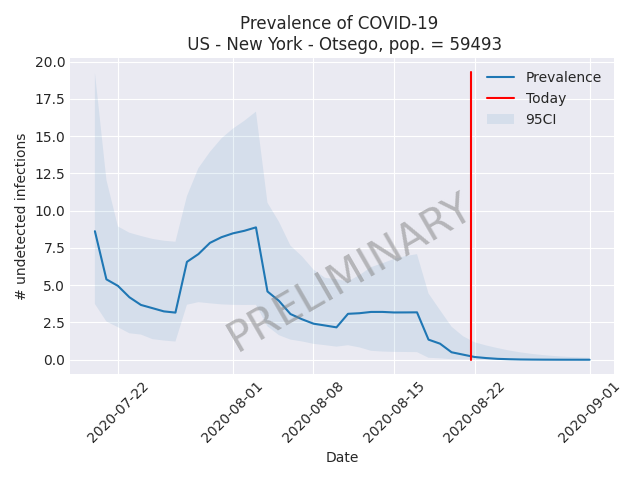 Prevalence of COVID-19
US - New York - Otsego, pop. = 59493
# undetected infections
20.0
17.5
15.0
12.5
10.0
7.5
5.0
2.5
0.0
Prevalence
Today
95CI
PRELIMINARY
2020-07-22
2020-08-01
2020-08-08
2020-08-15
2020-08-22
2020-09-01
Date